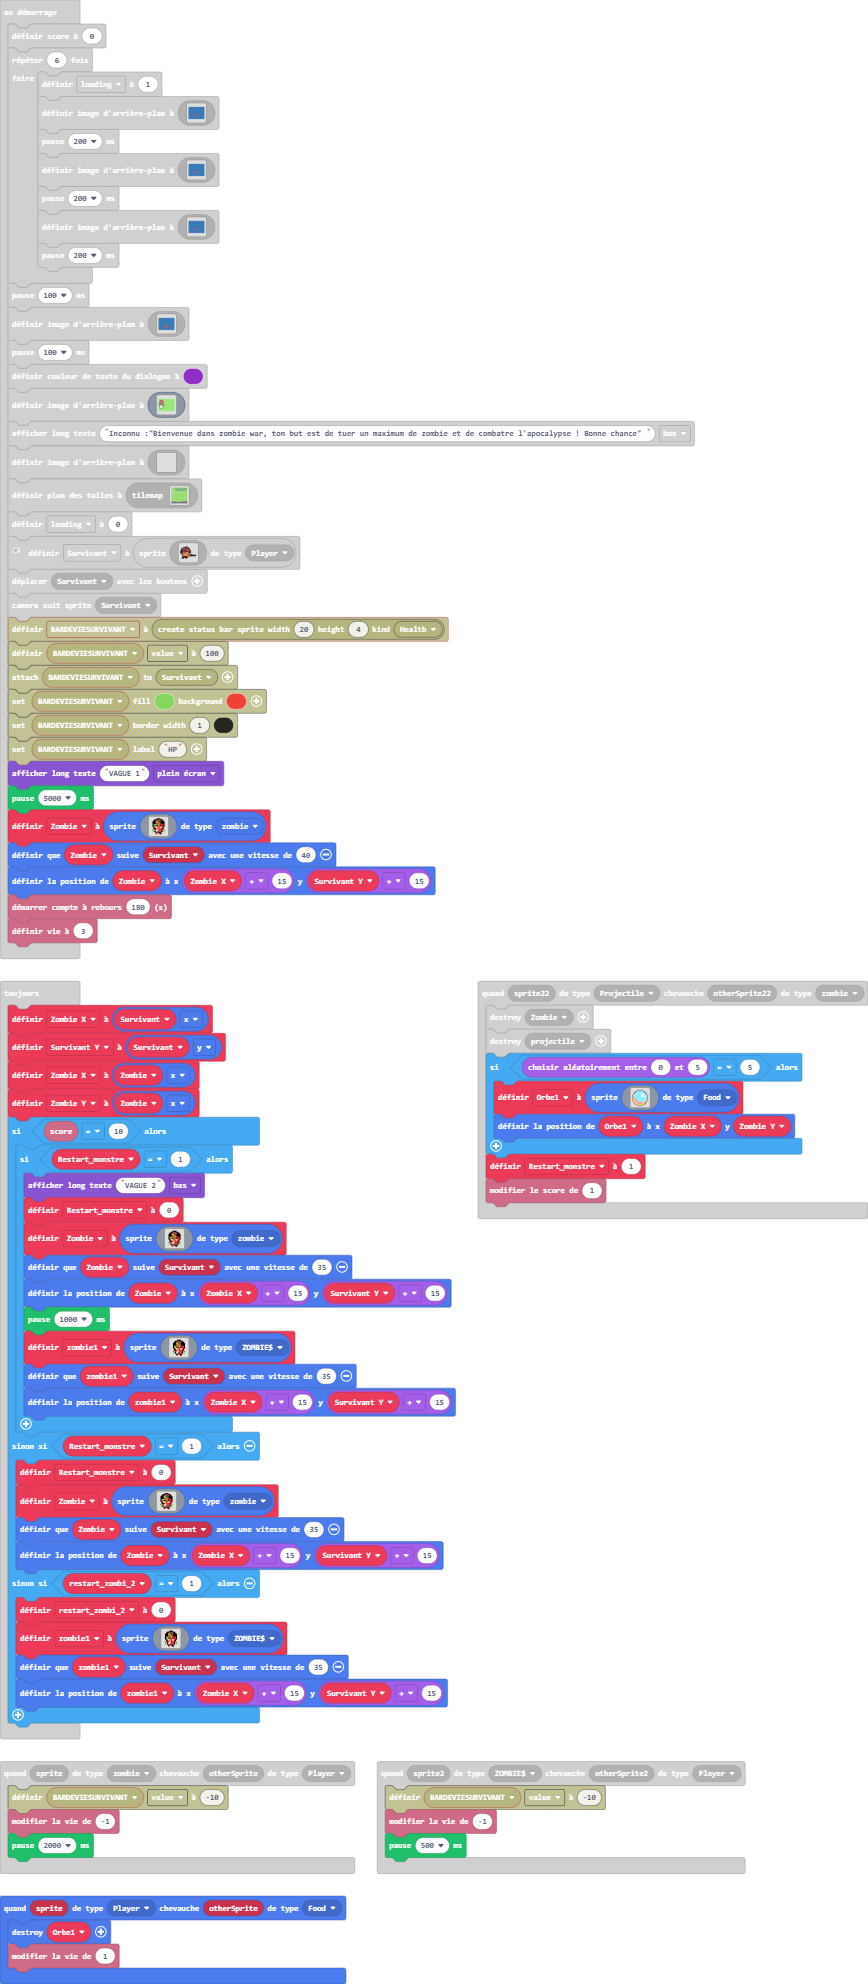 au démarrage
définir score à 0
répéter 6 fois
faire
définir loading à 1
définir image d'arrière-plan à
pause 200 ms
définir image d'arrière-plan à
pause 200 ms
définir image d'arrière-plan à
pause 200 ms
pause 100 ms
définir image d'arrière-plan à
pause 100 ms
définir couleur de texte du dialogue à
définir image d'arrière-plan à
afficher long texte "Inconnu :"Bienvenue dans zombie war, ton but est de tuer un maximum de zombie et de combatre l'apocalypse ! Bonne chance" " bas
définir image d'arrière-plan à
définir plan des tuiles à tilemap
définir loading à 0
définir Survivant à sprite de type Player
déplacer Survivant avec les boutons
camera suit sprite Survivant
définir BARDEVIESURVIVANT à create status bar sprite width 20 height 4 kind Health
définir BARDEVIESURVIVANT value à 100
attach BARDEVIESURVIVANT to Survivant
set BARDEVIESURVIVANT fill background
set BARDEVIESURVIVANT border width 1
set BARDEVIESURVIVANT label "HP"
afficher long texte "VAGUE 1" plein écran
pause 5000 ms
définir Zombie à sprite de type zombie
définir que Zombie suive Survivant avec une vitesse de 40
définir la position de Zombie à x Zombie X + 15 y Survivant Y + 15
démarrer compte à rebours 180 (s)
définir vie à 3
toujours
définir Zombie X à Survivant x
définir Survivant Y à Survivant y
définir Zombie X à Zombie x
définir Zombie Y à Zombie x
si score = 10 alors
si Restart_monstre = 1 alors
afficher long texte "VAGUE 2" bas
définir Restart_monstre à 0
définir Zombie à sprite de type zombie
définir que Zombie suive Survivant avec une vitesse de 35
définir la position de Zombie à x Zombie X + 15 y Survivant Y + 15
pause 1000 ms
définir zombie1 à sprite de type ZOMBIE$
définir que zombie1 suive Survivant avec une vitesse de 35
définir la position de zombie1 à x Zombie X + 15 y Survivant Y + 15
sinon si Restart_monstre = 1 alors
définir Restart_monstre à 0
définir Zombie à sprite de type zombie
définir que Zombie suive Survivant avec une vitesse de 35
définir la position de Zombie à x Zombie X + 15 y Survivant Y + 15
sinon si restart_zombi_2 = 1 alors
définir restart_zombi_2 à 0
définir zombie1 à sprite de type ZOMBIE$
définir que zombie1 suive Survivant avec une vitesse de 35
définir la position de zombie1 à x Zombie X + 15 y Survivant Y + 15
quand sprite22 de type Projectile chevauche otherSprite22 de type zombie
destroy Zombie
destroy projectile
si choisir aléatoirement entre 0 et 5 = 5 alors
définir Orbe1 à sprite de type Food
définir la position de Orbe1 à x Zombie X y Zombie Y
définir Restart_monstre à 1
modifier le score de 1
quand sprite de type zombie chevauche otherSprite de type Player
définir BARDEVIESURVIVANT value à -10
modifier la vie de -1
pause 2000 ms
quand sprite2 de type ZOMBIE$ chevauche otherSprite2 de type Player
définir BARDEVIESURVIVANT value à -10
modifier la vie de -1
pause 500 ms
quand sprite de type Player chevauche otherSprite de type Food
destroy Orbe1
modifier la vie de 1